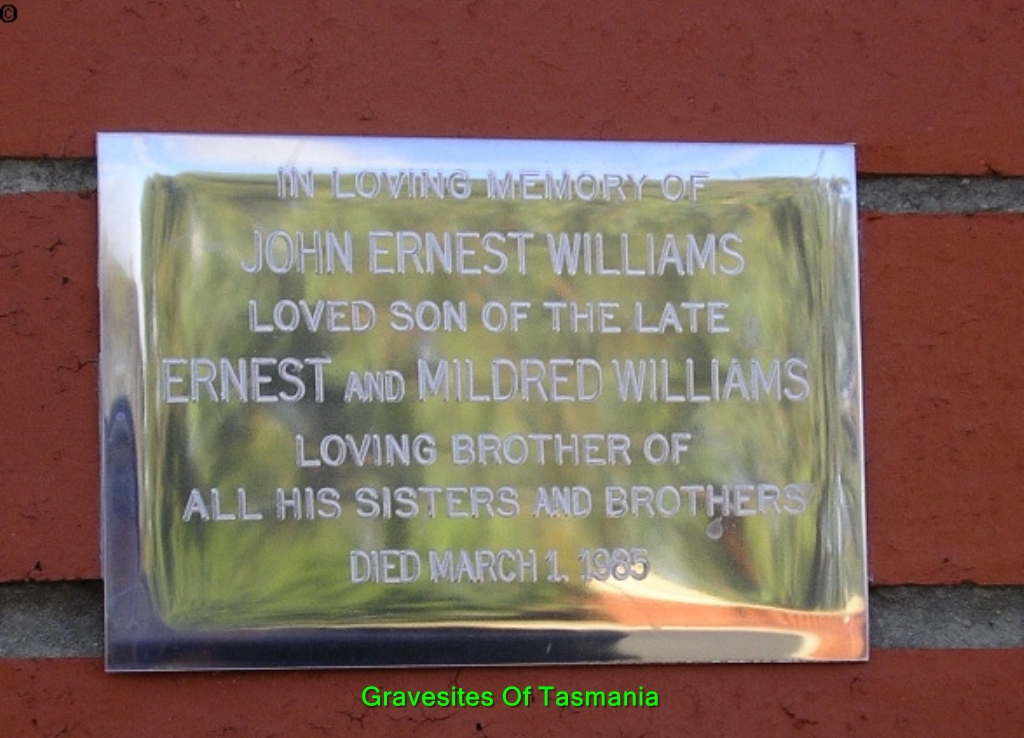 ©
IN LOVING MEMORY OF
JOHN ERNEST WILLIAMS
LOVED SON OF THE LATE
ERNEST AND MILDRED WILLIAMS
LOVING BROTHER OF
ALL HIS SISTERS AND BROTHERS
DIED MARCH 1, 1985
Gravesites Of Tasmania